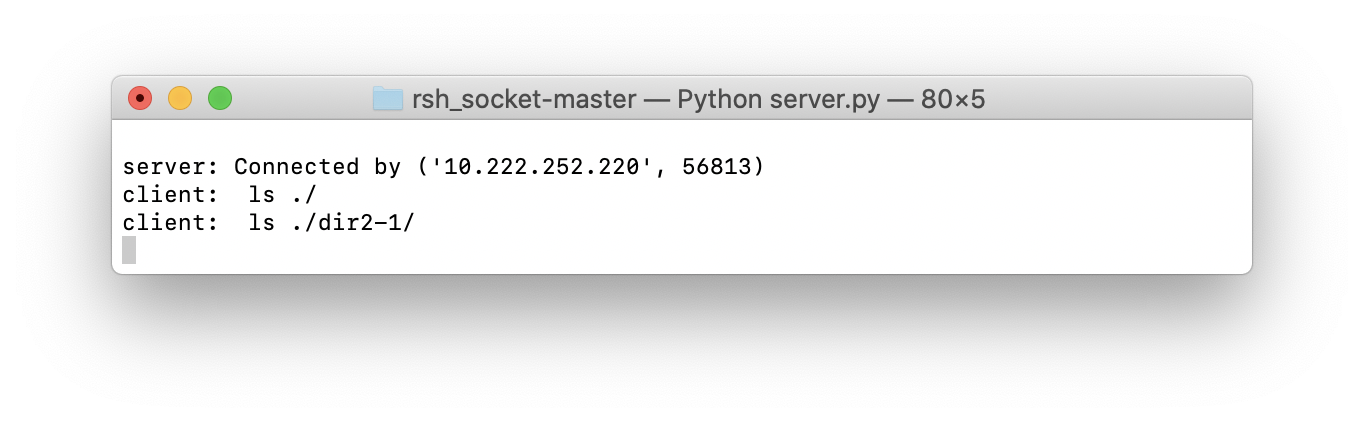 rsh_socket-master — Python server.py — 80×5
server: Connected by ('10.222.252.220', 56813)
client:  ls ./
client:  ls ./dir2-1/